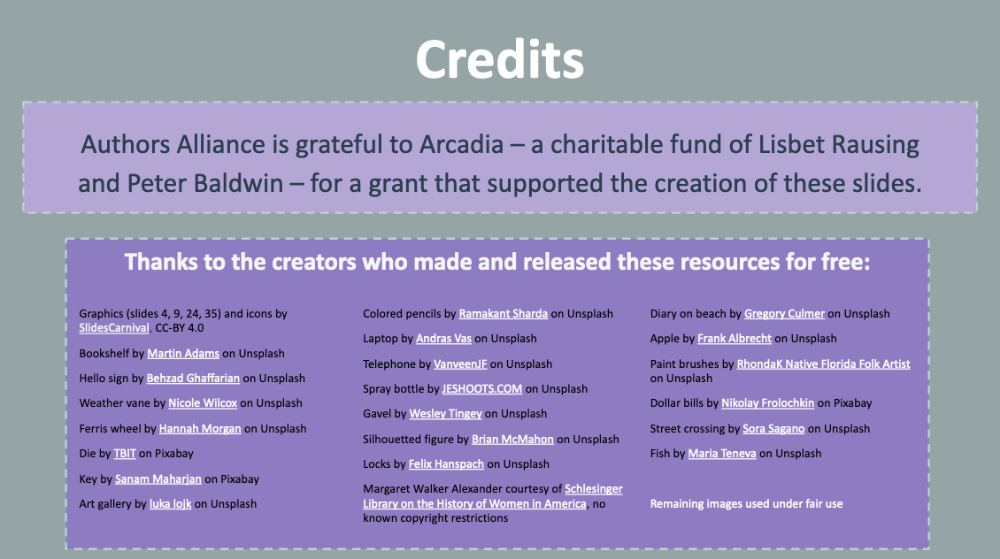 Credits
Authors Alliance is grateful to Arcadia – a charitable fund of Lisbet Rausing
and Peter Baldwin – for a grant that supported the creation of these slides.
Thanks to the creators who made and released these resources for free:
Graphics (slides 4, 9, 24, 35) and icons by
SlidesCarnival, CC-BY 4.0
Bookshelf by Martin Adams on Unsplash
Hello sign by Behzad Ghaffarian on Unsplash
Weather vane by Nicole Wilcox on Unsplash
Ferris wheel by Hannah Morgan on Unsplash
Die by TBIT on Pixabay
Key by Sanam Maharjan on Pixabay
Art gallery by luka lojk on Unsplash
Colored pencils by Ramakant Sharda on Unsplash
Laptop by Andras Vas on Unsplash
Telephone by VanveenJF on Unsplash
Spray bottle by JESHOOTS.COM on Unsplash
Gavel by Wesley Tingey on Unsplash
Silhouetted figure by Brian McMahon on Unsplash
Locks by Felix Hanspach on Unsplash
Margaret Walker Alexander courtesy of Schlesinger
Library on the History of Women in America, no
known copyright restrictions
Diary on beach by Gregory Culmer on Unsplash
Apple by Frank Albrecht on Unsplash
Paint brushes by RhondaK Native Florida Folk Artist
on Unsplash
Dollar bills by Nikolay Frolochkin on Pixabay
Street crossing by Sora Sagano on Unsplash
Fish by Maria Teneva on Unsplash
Remaining images used under fair use